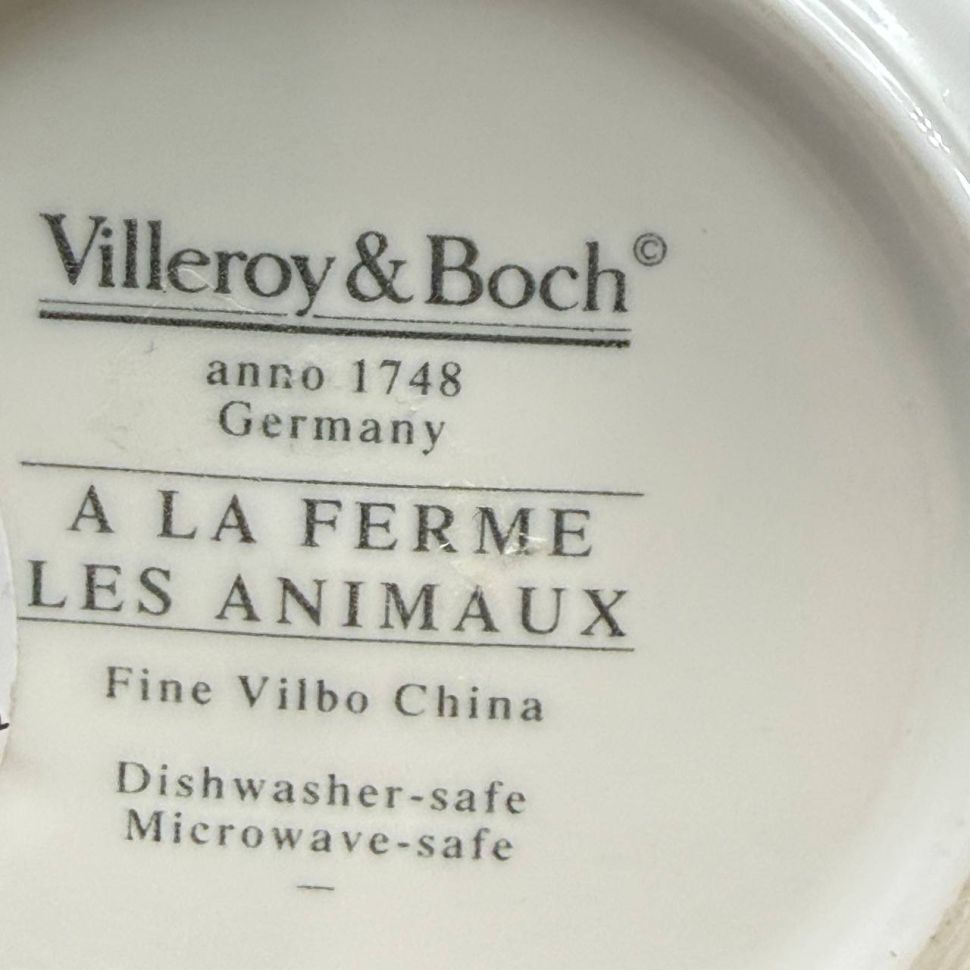 Villeroy & Boch©
anno 1748
Germany
A LA FERME
LES ANIMAUX
Fine Vilbo China
Dishwasher-safe
Microwave-safe
—